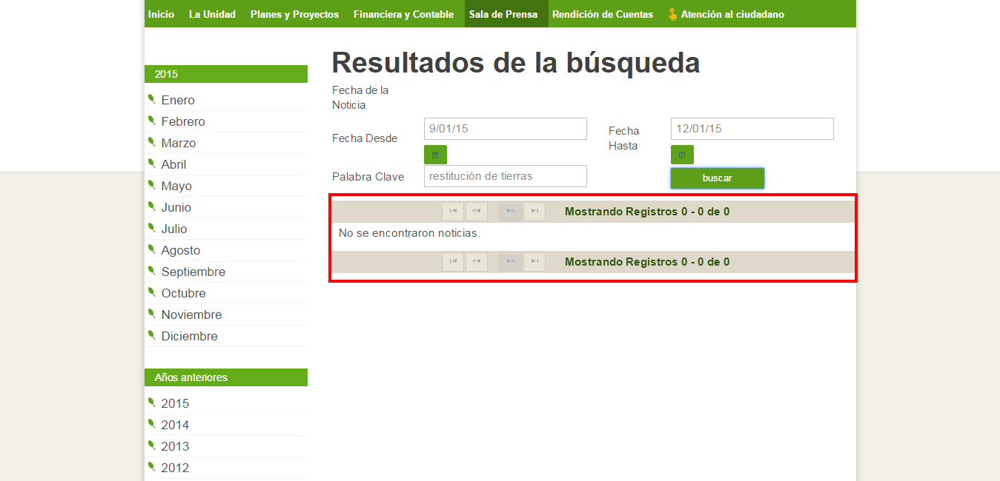 Inicio La Unidad Planes y Proyectos Financiera y Contable Sala de Prensa Rendición de Cuentas Atención al ciudadano
2015
Enero
Febrero
Marzo
Abril
Mayo
Junio
Julio
Agosto
Septiembre
Octubre
Noviembre
Diciembre
Años anteriores
2015
2014
2013
2012
Resultados de la búsqueda
Fecha de la
Noticia
Fecha Desde 9/01/15
Fecha
Hasta
12/01/15
Palabra Clave restitución de tierras buscar
Mostrando Registros 0 - 0 de 0
No se encontraron noticias.
Mostrando Registros 0 - 0 de 0